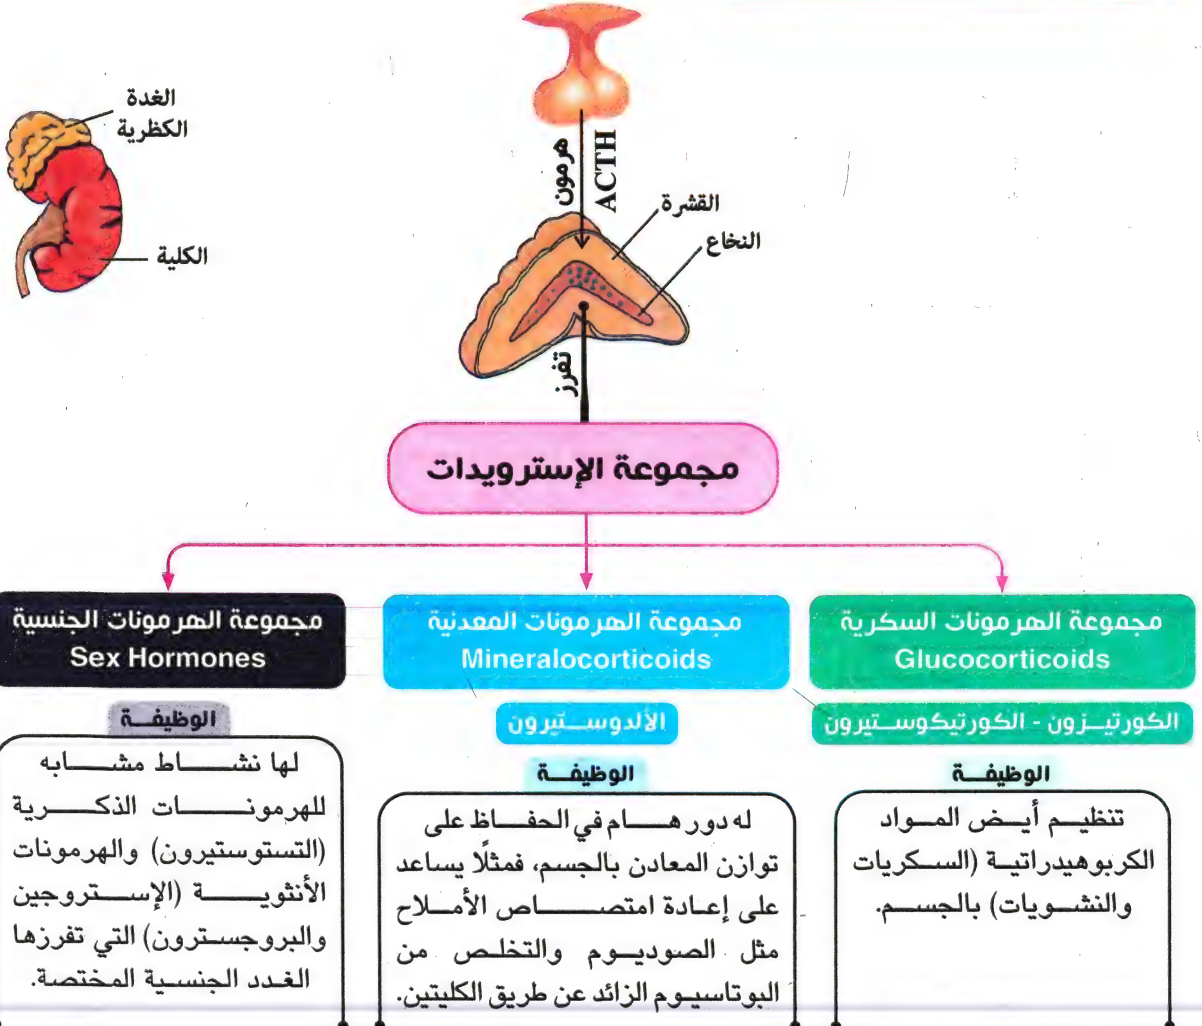 الغدة
الكظرية
الكلية
هرمون
ACTH
القشرة
النخاع
تفرز
مجموعة الإسترويدات
مجموعة الهرمونات السكرية
Glucocorticoids
الكورتيزون - الكورتيكوستيرون
الوظيفة
تنظيم أيض المواد
الكربوهيدراتية (السكريات
والنشويات) بالجسم.
مجموعة الهرمونات المعدنية
Mineralocorticoids
الألدوستيرون
الوظيفة
له دور هام في الحفاظ على
توازن المعادن بالجسم، فمثلًا يساعد
على إعادة امتصاص الأملاح
مثل الصوديوم والتخلص من
البوتاسيوم الزائد عن طريق الكليتين.
مجموعة الهرمونات الجنسية
Sex Hormones
الوظيفة
لها نشاط مشابه
للهرمونات الذكرية
(التستوستيرون) والهرمونات
الأنثوية (الإستروجين
والبروجسترون) التي تفرزها
الغدد الجنسية المختصة.